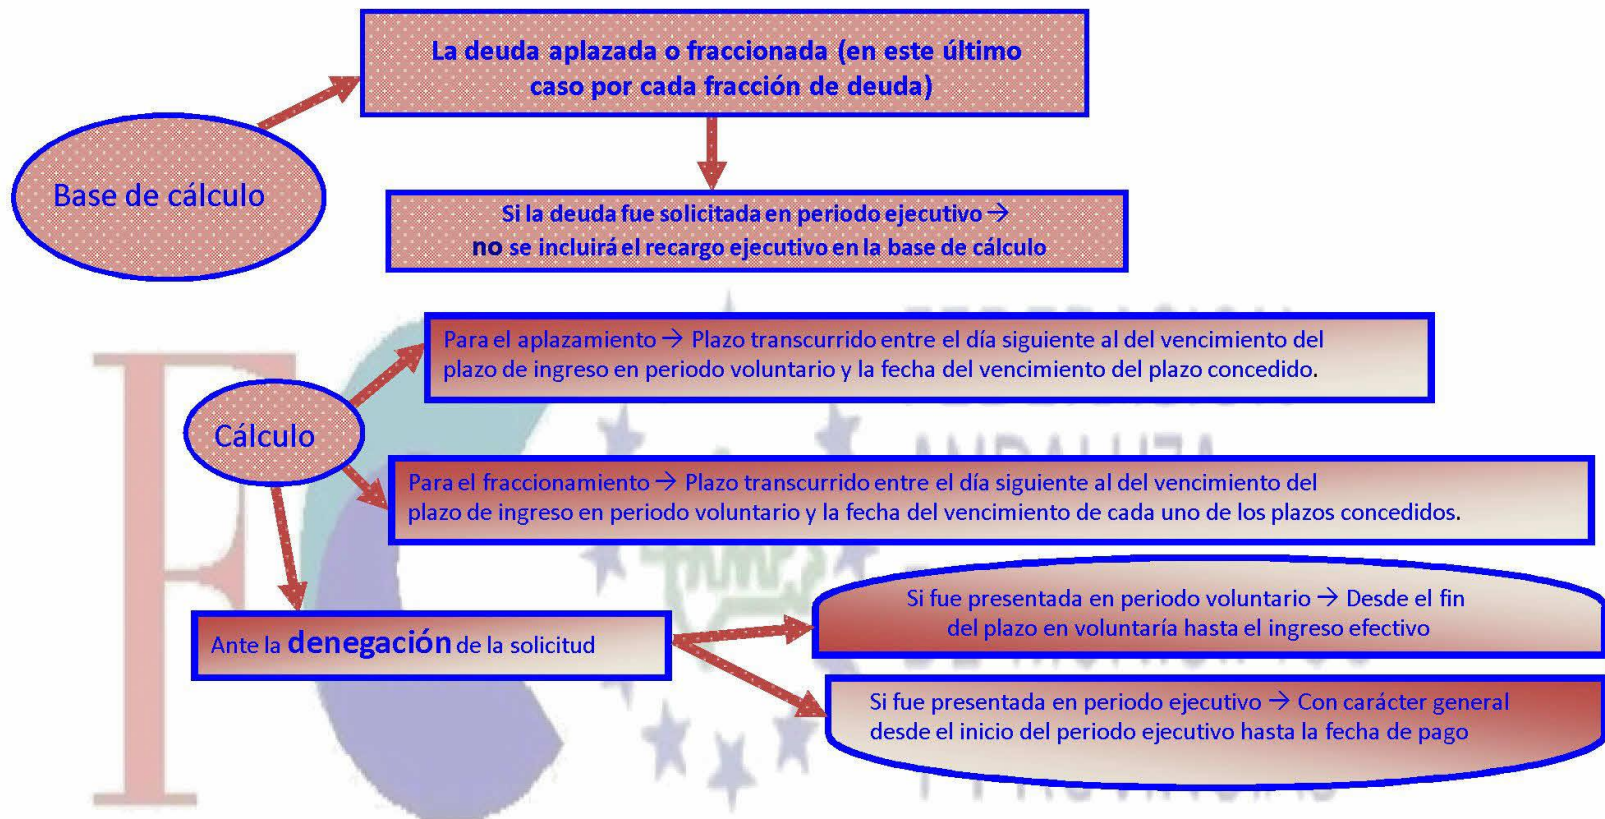 La deuda aplazada o fraccionada (en este último
caso por cada fracción de deuda)
Base de cálculo
Si la deuda fue solicitada en periodo ejecutivo →
no se incluirá el recargo ejecutivo en la base de cálculo
Para el aplazamiento → Plazo transcurrido entre el día siguiente al del vencimiento del
plazo de ingreso en periodo voluntario y la fecha del vencimiento del plazo concedido.
Cálculo
Para el fraccionamiento → Plazo transcurrido entre el día siguiente al del vencimiento del
plazo de ingreso en periodo voluntario y la fecha del vencimiento de cada uno de los plazos concedidos.
Ante la denegación de la solicitud
Si fue presentada en periodo voluntario → Desde el fin
del plazo en voluntaría hasta el ingreso efectivo
Si fue presentada en periodo ejecutivo → Con carácter general
desde el inicio del periodo ejecutivo hasta la fecha de pago